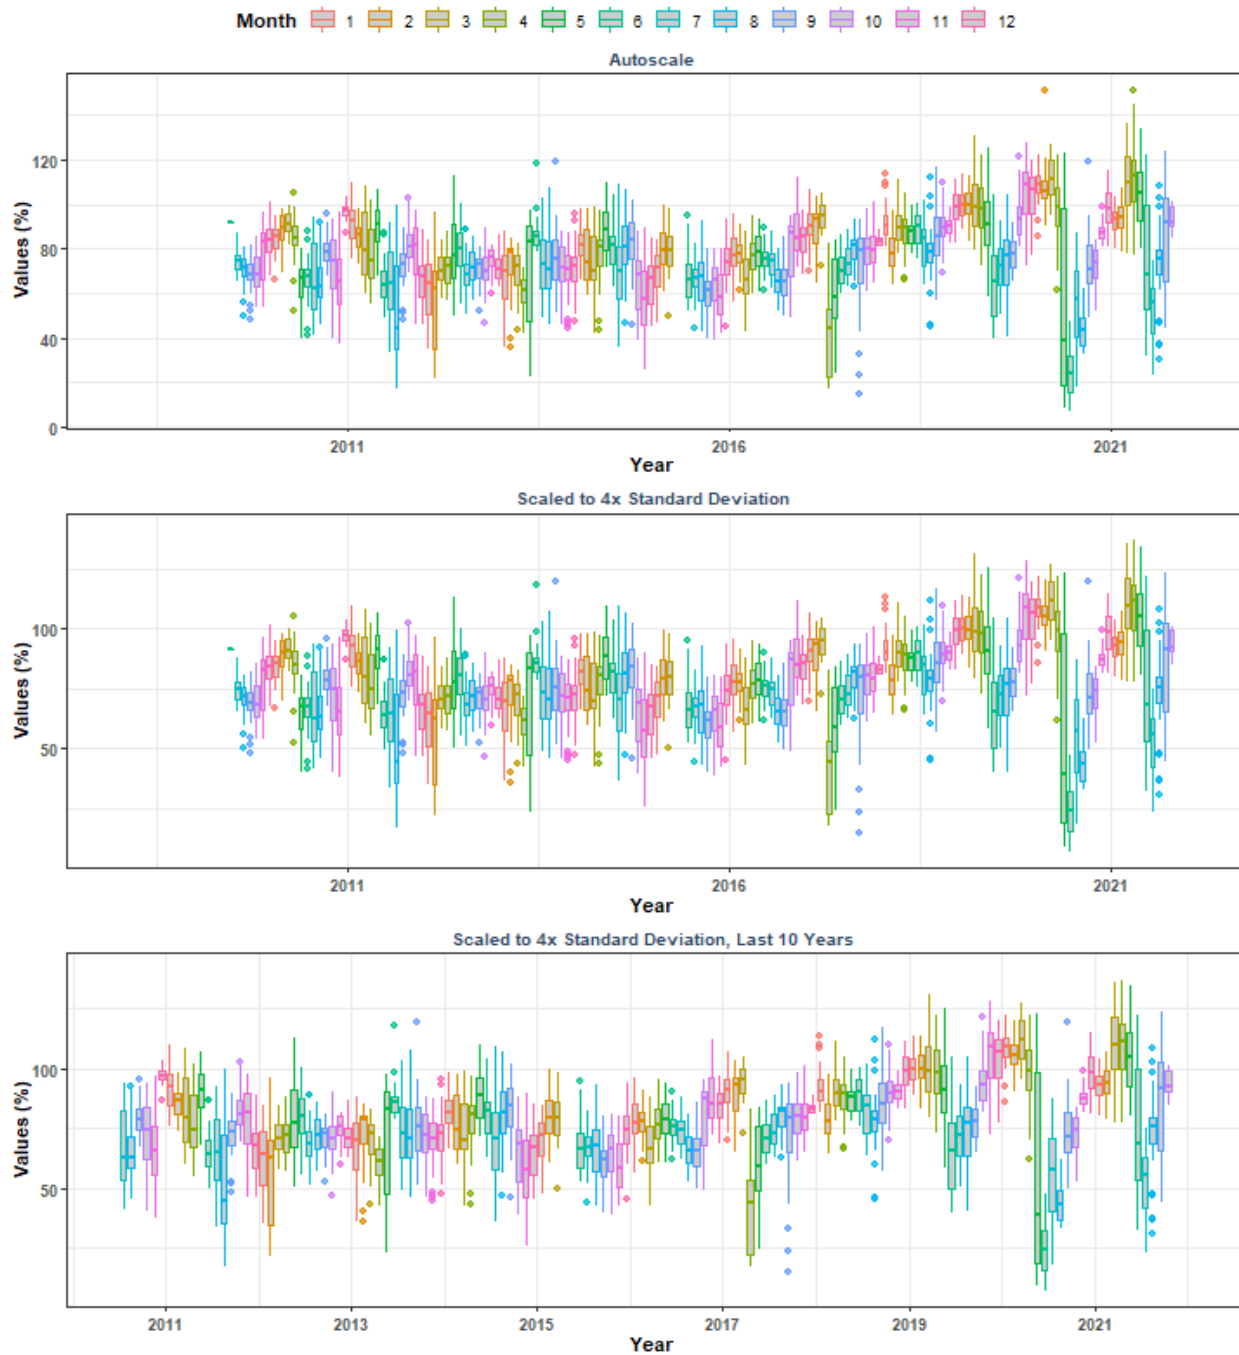 Month 1 2 3 4 5 6 7 8 9 10 11 12
Autoscale
Values (%)
120
80
40
0
2011 2016 2021
Year
Scaled to 4x Standard Deviation
Values (%)
100
50
2011 2016 2021
Year
Scaled to 4x Standard Deviation, Last 10 Years
Values (%)
100
50
2011 2013 2015 2017 2019 2021
Year